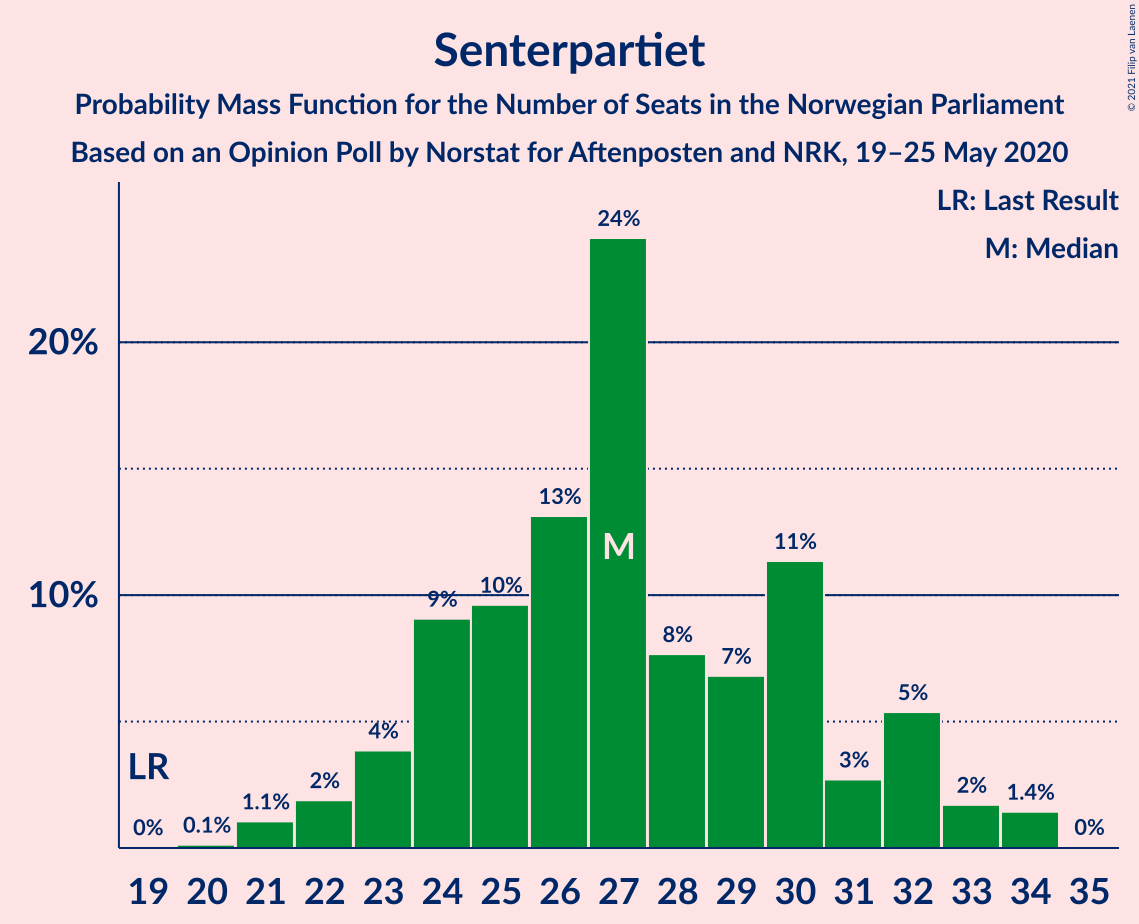 Senterpartiet
Probability Mass Function for the Number of Seats in the Norwegian Parliament
Based on an Opinion Poll by Norstat for Aftenposten and NRK, 19–25 May 2020
© 2021 Filip van Laenen
LR: Last Result
M: Median
24%
20%
13%
M
11%
10%
9%
10%
8%
7%
5%
4%
LR
3%
2%
2%
1.4%
1.1%
0%
0.1%
0%
19 20 21 22 23 24 25 26 27 28 29 30 31 32 33 34 35